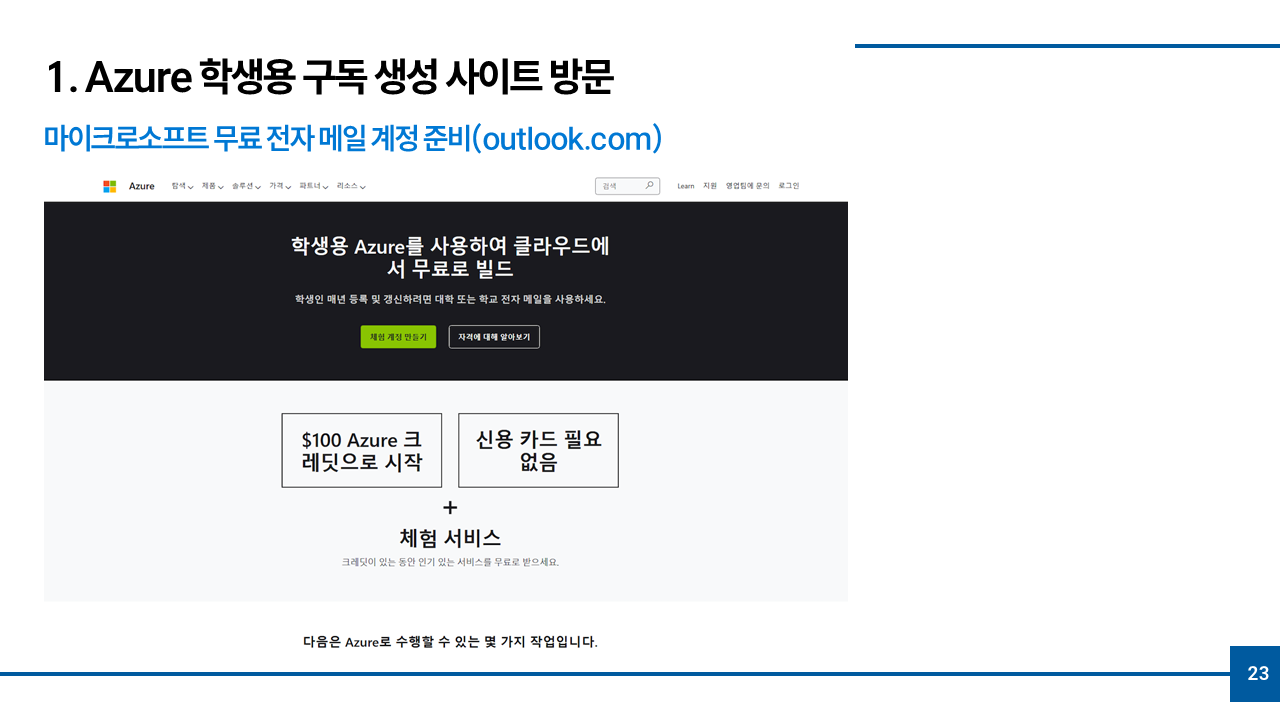 1. Azure 학생용 구독 생성 사이트 방문
마이크로소프트 무료 전자 메일 계정 준비(outlook.com)
Azure 탐색 제품 솔루션 가격 파트너 리소스 검색 Learn 지원 영업팀에 문의 로그인
학생용 Azure를 사용하여 클라우드에
서 무료로 빌드
학생인 매년 등록 및 갱신하려면 대학 또는 학교 전자 메일을 사용하세요.
체험 계정 만들기 자격에 대해 알아보기
$100 Azure 크
레딧으로 시작
신용 카드 필요
없음
+
체험 서비스
크레딧이 있는 동안 인기 있는 서비스를 무료로 받으세요.
다음은 Azure로 수행할 수 있는 몇 가지 작업입니다.
23